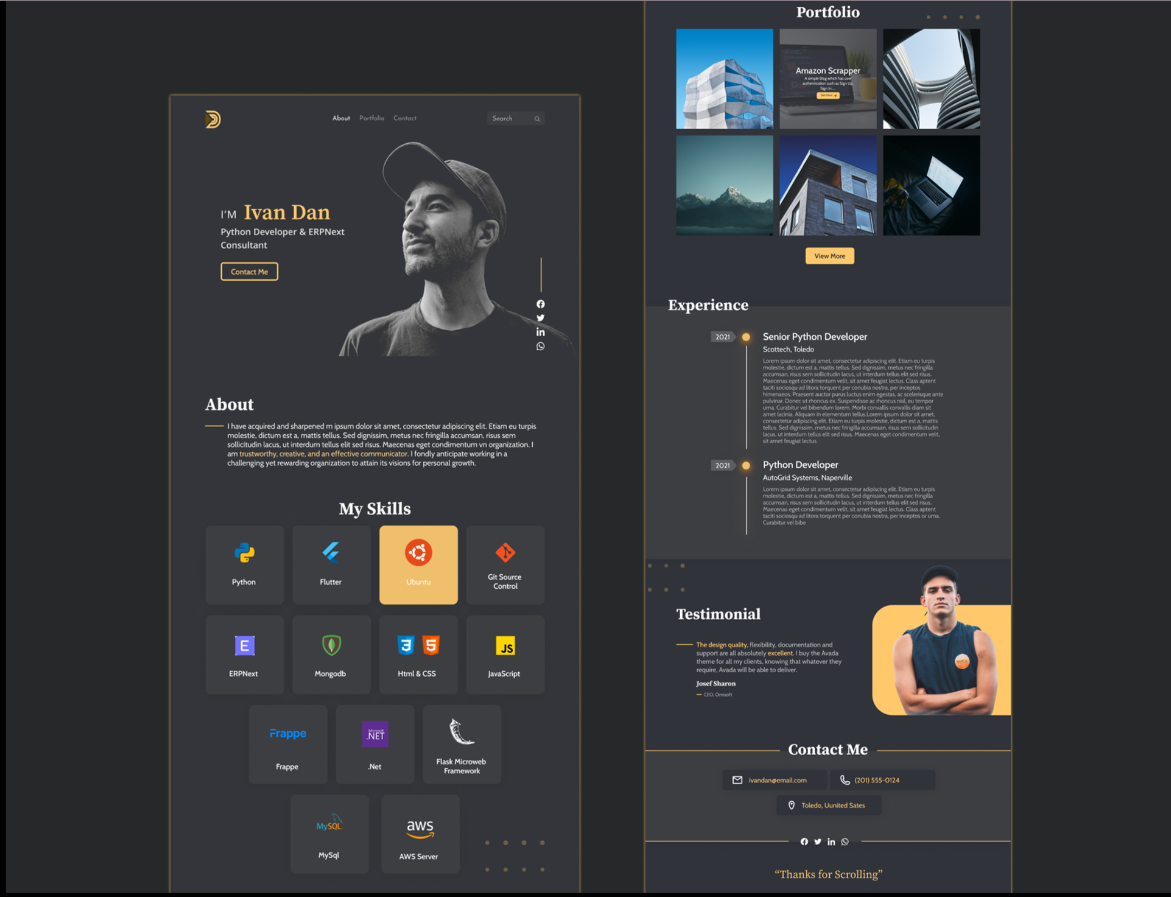 About Portfolio Contact Search
I'M Ivan Dan
Python Developer & ERPNext
Consultant
Contact Me
About
I have acquired and sharpened m ipsum dolor sit amet, consectetur adipiscing elit. Etiam eu turpis
molestie, dictum est a, mattis tellus. Sed dignissim, metus nec fringilla accumsan, risus sem
sollicitudin lacus, ut interdum tellus elit sed risus. Maecenas eget condimentum vn organization. I
am trustworthy, creative, and an effective communicator. I fondly anticipate working in a
challenging yet rewarding organization to attain its visions for personal growth.
My Skills
Python
Flutter
Ubuntu
Git Source
Control
E
ERPNext
Mongodb
3 5
Html & CSS
JS
JavaScript
Frappe
Frappe
.NET
.Net
Flask Microweb
Framework
MySQL
MySql
aws
AWS Server
Portfolio
Amazon Scrapper
A simple blog which has user
authentication such as Sign Up,
Sign In....
View More
Experience
2021
Senior Python Developer
Scottech, Toledo
Lorem ipsum dolor sit amet, consectetur adipiscing elit. Etiam eu turpis
molestie, dictum est a, mattis tellus. Sed dignissim, metus nec fringilla
accumsan, risus sem sollicitudin lacus, ut interdum tellus elit sed risus.
Maecenas eget condimentum velit, sit amet feugiat lectus. Class aptent
taciti sociosqu ad litora torquent per conubia nostra, per inceptos
himenaeos. Praesent auctor purus luctus enim egestas, ac scelerisque ante
pulvinar. Donec ut rhoncus ex. Suspendisse ac rhoncus nisl, eu tempor
urna. Curabitur vel bibendum lorem. Morbi convallis convallis diam sit
amet lacinia. Aliquam in elementum tellus.Lorem ipsum dolor sit amet,
consectetur adipiscing elit. Etiam eu turpis molestie, dictum est a, mattis
tellus. Sed dignissim, metus nec fringilla accumsan, risus sem sollicitudin
lacus, ut interdum tellus elit sed risus. Maecenas eget condimentum velit,
sit amet feugiat lectus.
2021
Python Developer
AutoGrid Systems, Naperville
Lorem ipsum dolor sit amet, consectetur adipiscing elit. Etiam eu turpis
molestie, dictum est a, mattis tellus. Sed dignissim, metus nec fringilla
accumsan, risus sem sollicitudin lacus, ut interdum tellus elit sed risus.
Maecenas eget condimentum velit, sit amet feugiat lectus. Class aptent
taciti sociosqu ad litora torquent per conubia nostra, per inceptos or urna.
Curabitur vel bibe
Testimonial
The design quality, flexibility, documentation and
support are all absolutely excellent. I buy the Avada
theme for all my clients, knowing that whatever they
require, Avada will be able to deliver.
Josef Sharon
CEO, Onesoft
Contact Me
ivandan@email.com
(201) 555-0124
Toledo, Uunited Sates
“Thanks for Scrolling”